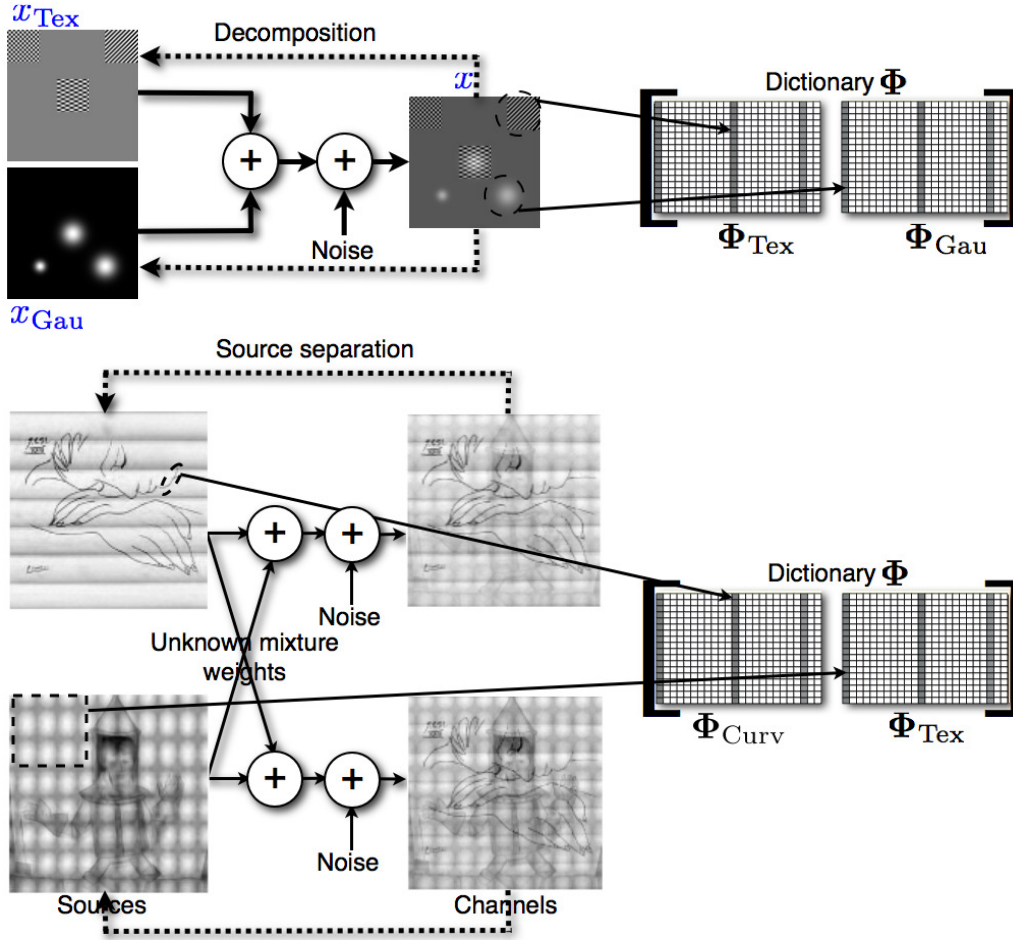 x_Tex
Decomposition
x
Dictionary Φ
+
+
Noise
Φ_Tex
Φ_Gau
x_Gau
Source separation
+
+
Noise
Dictionary Φ
Unknown mixture
weights
Φ_Curv
Φ_Tex
+
+
Noise
Sources
Channels